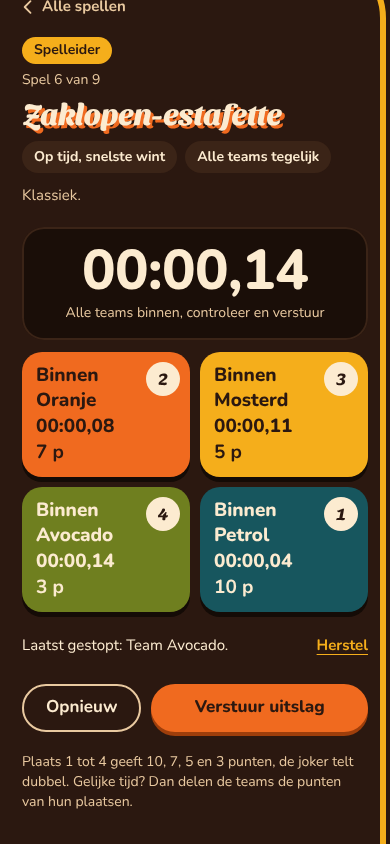 Alle spellen
Spelleider
Spel 6 van 9
Zaklopen-estafette
Op tijd, snelste wint
Alle teams tegelijk
Klassiek.
00:00,14
Alle teams binnen, controleer en verstuur
Binnen
Oranje
00:00,08
7 p
2
Binnen
Mosterd
00:00,11
5 p
3
Binnen
Avocado
00:00,14
3 p
4
Binnen
Petrol
00:00,04
10 p
1
Laatst gestopt: Team Avocado.
Herstel
Opnieuw
Verstuur uitslag
Plaats 1 tot 4 geeft 10, 7, 5 en 3 punten, de joker telt
dubbel. Gelijke tijd? Dan delen de teams de punten
van hun plaatsen.